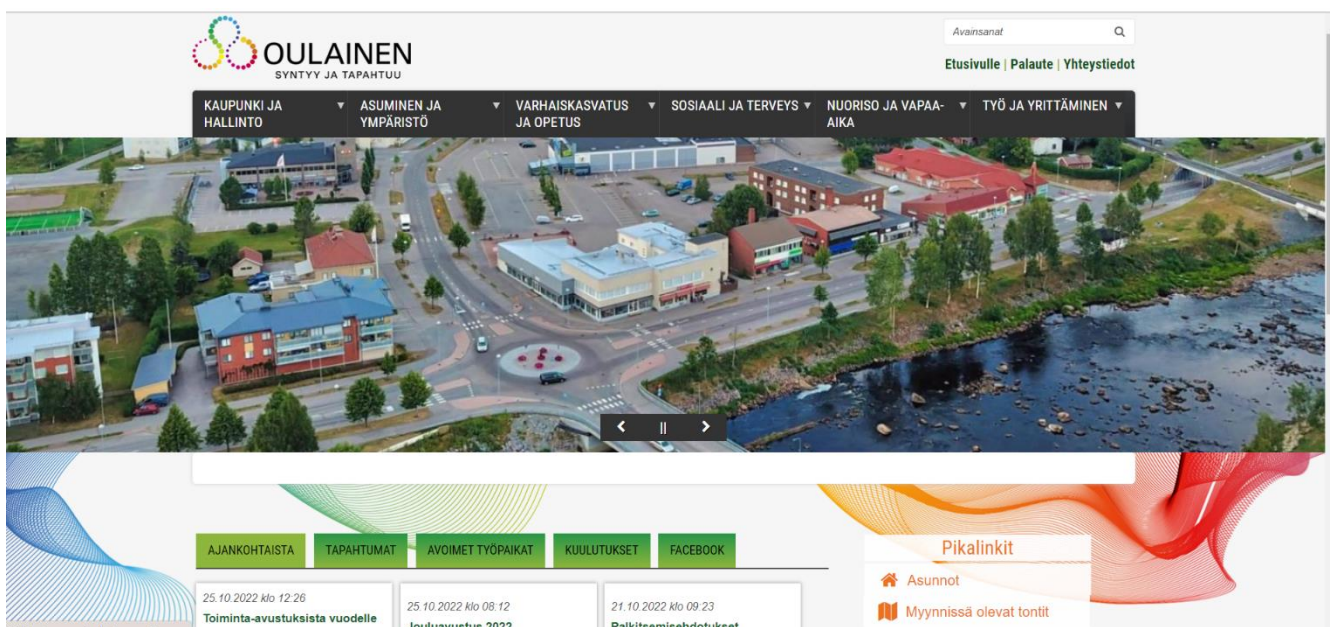 OULAINEN
SYNTYY JA TAPAHTUU
Avainsanat
Etusivulle | Palaute | Yhteystiedot
KAUPUNKI JA
HALLINTO
ASUMINEN JA
YMPÄRISTÖ
VARHAISKASVATUS
JA OPETUS
SOSIAALI JA TERVEYS
NUORISO JA VAPAA-
AIKA
TYÖ JA YRITTÄMINEN
AJANKOHTAISTA
TAPAHTUMAT
AVOIMET TYÖPAIKAT
KUULUTUKSET
FACEBOOK
25.10.2022 klo 12:26
Toiminta-avustuksista vuodelle
25.10.2022 klo 08:12
Jouluavustus 2022
21.10.2022 klo 09:23
Palkitsemisehdotukset
Pikalinkit
Asunnot
Myynnissä olevat tontit